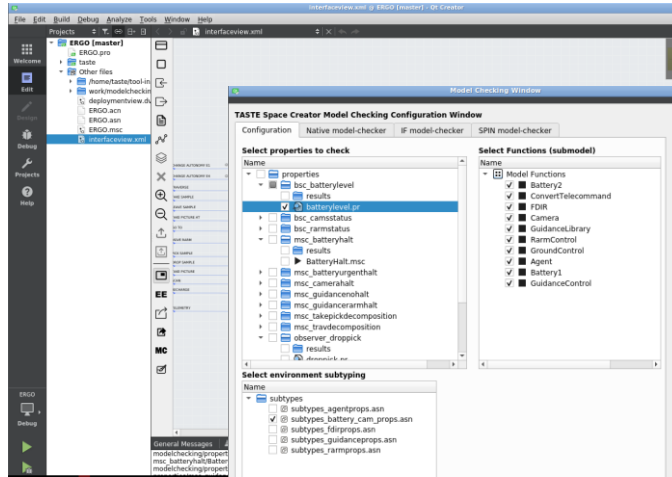 interfaceview.xml @ ERGO [master] - Qt Creator
File Edit Build Debug Analyze Tools Window Help
Projects
interfaceview.xml
Welcome
Edit
Design
Debug
Projects
Help
ERGO
Debug
ERGO [master]
ERGO.pro
taste
Other files
/home/taste/tool-in
work/modelcheckin
deploymentview.dv
ERGO.acn
ERGO.asn
ERGO.msc
interfaceview.xml
EE
MC
General Messages
modelchecking/propert
msc_batteryhalt/Batter
modelchecking/propert
Model Checking Window
TASTE Space Creator Model Checking Configuration Window
Configuration Native model-checker IF model-checker SPIN model-checker
Select properties to check
Name
properties
bsc_batterylevel
results
batterylevel.pr
bsc_camsstatus
bsc_rarmstatus
msc_batteryhalt
results
BatteryHalt.msc
msc_batteryurgenthalt
msc_camerahalt
msc_guidancenohalt
msc_guidancerarmhalt
msc_takepickdecomposition
msc_travdecomposition
observer_droppick
results
droppick.pr
Select Functions (submodel)
Name
Model Functions
Battery2
ConvertTelecommand
FDIR
Camera
GuidanceLibrary
RarmControl
GroundControl
Agent
Battery1
GuidanceControl
Select environment subtyping
Name
subtypes
subtypes_agentprops.asn
subtypes_battery_cam_props.asn
subtypes_fdirprops.asn
subtypes_guidanceprops.asn
subtypes_rarmprops.asn